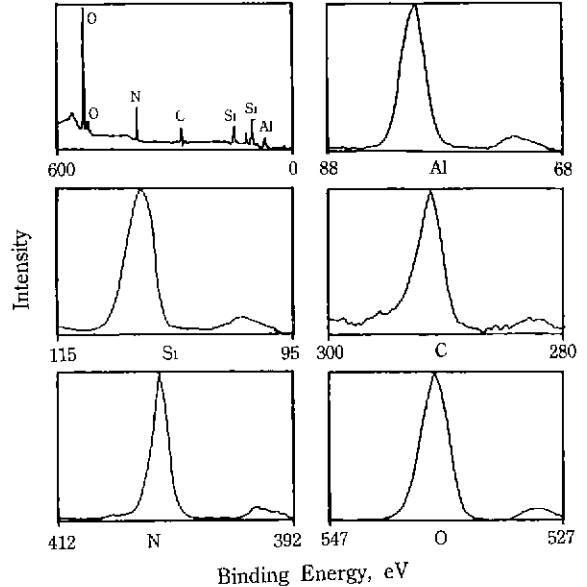 O
O
N
C
Si
Si
Al
600
0
88
Al
68
Intensity
115
Si
95
300
C
280
412
N
392
547
O
527
Binding Energy, eV